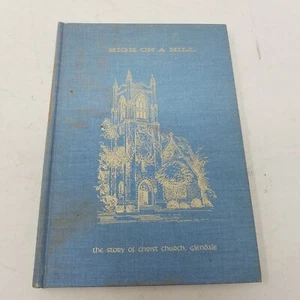 HIGH ON A HILL
the story of Christ Church, Glendale